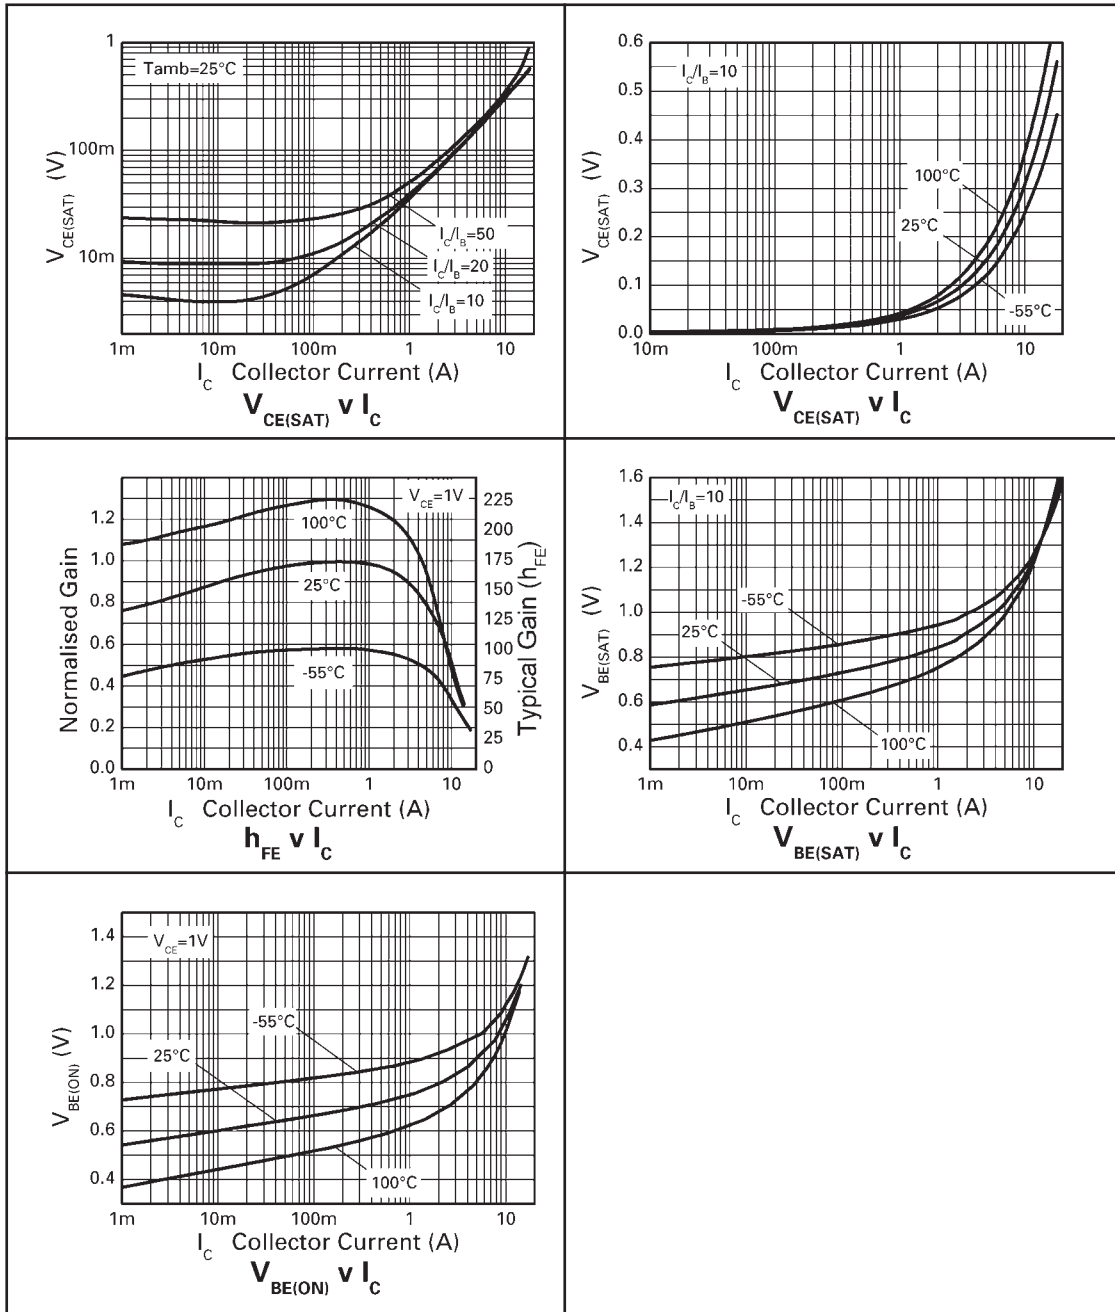 1
100m
10m
V_CE(SAT) (V)
Tamb=25°C
I_C/I_B=50
I_C/I_B=20
I_C/I_B=10
1m 10m 100m 1 10
I_C Collector Current (A)
V_CE(SAT) v I_C
0.6
0.5
0.4
0.3
0.2
0.1
0.0
V_CE(SAT) (V)
I_C/I_B=10
100°C
25°C
-55°C
10m 100m 1 10
I_C Collector Current (A)
V_CE(SAT) v I_C
1.2
1.0
0.8
0.6
0.4
0.2
0.0
Normalised Gain
V_CE=1V
100°C
25°C
-55°C
225
200
175
150
125
100
75
50
25
0
Typical Gain (h_FE)
1m 10m 100m 1 10
I_C Collector Current (A)
h_FE v I_C
1.6
1.4
1.2
1.0
0.8
0.6
0.4
V_BE(SAT) (V)
I_C/I_B=10
-55°C
25°C
100°C
1m 10m 100m 1 10
I_C Collector Current (A)
V_BE(SAT) v I_C
1.4
1.2
1.0
0.8
0.6
0.4
V_BE(ON) (V)
V_CE=1V
-55°C
25°C
100°C
1m 10m 100m 1 10
I_C Collector Current (A)
V_BE(ON) v I_C